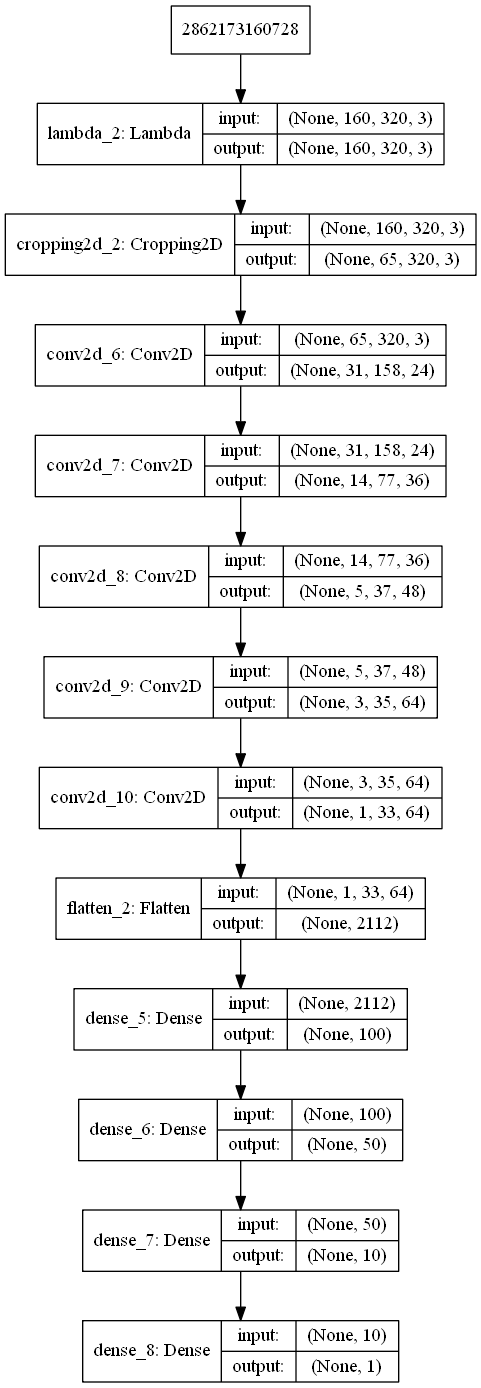 2862173160728
lambda_2: Lambda
input:
(None, 160, 320, 3)
output:
(None, 160, 320, 3)
cropping2d_2: Cropping2D
input:
(None, 160, 320, 3)
output:
(None, 65, 320, 3)
conv2d_6: Conv2D
input:
(None, 65, 320, 3)
output:
(None, 31, 158, 24)
conv2d_7: Conv2D
input:
(None, 31, 158, 24)
output:
(None, 14, 77, 36)
conv2d_8: Conv2D
input:
(None, 14, 77, 36)
output:
(None, 5, 37, 48)
conv2d_9: Conv2D
input:
(None, 5, 37, 48)
output:
(None, 3, 35, 64)
conv2d_10: Conv2D
input:
(None, 3, 35, 64)
output:
(None, 1, 33, 64)
flatten_2: Flatten
input:
(None, 1, 33, 64)
output:
(None, 2112)
dense_5: Dense
input:
(None, 2112)
output:
(None, 100)
dense_6: Dense
input:
(None, 100)
output:
(None, 50)
dense_7: Dense
input:
(None, 50)
output:
(None, 10)
dense_8: Dense
input:
(None, 10)
output:
(None, 1)